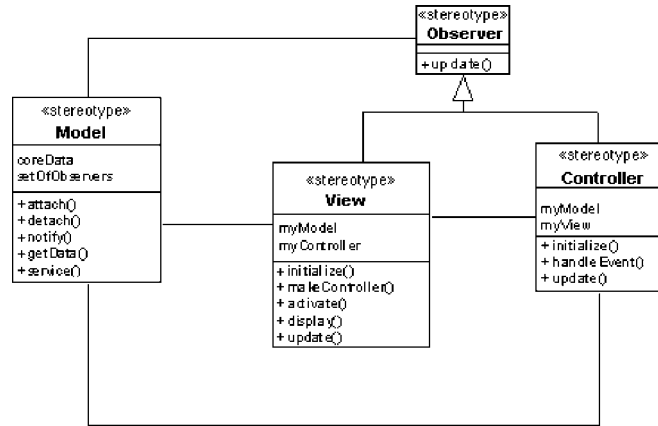 «stereotype»
Observer
+update()
«stereotype»
Model
coreData
setOfObservers
+attach()
+detach()
+notify()
+getData()
+service()
«stereotype»
View
myModel
myController
+initialize()
+makeController()
+activate()
+display()
+update()
«stereotype»
Controller
myModel
myView
+initialize()
+handleEvent()
+update()